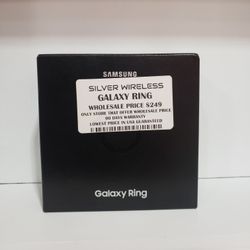 SAMSUNG
SILVER WIRELESS
GALAXY RING
WHOLESALE PRICE $249
ONLY STORE THAT OFFER WHOLESALE PRICE
90 DAYS WARRANTY
LOWEST PRICE IN USA GUARANTEED
Galaxy Ring